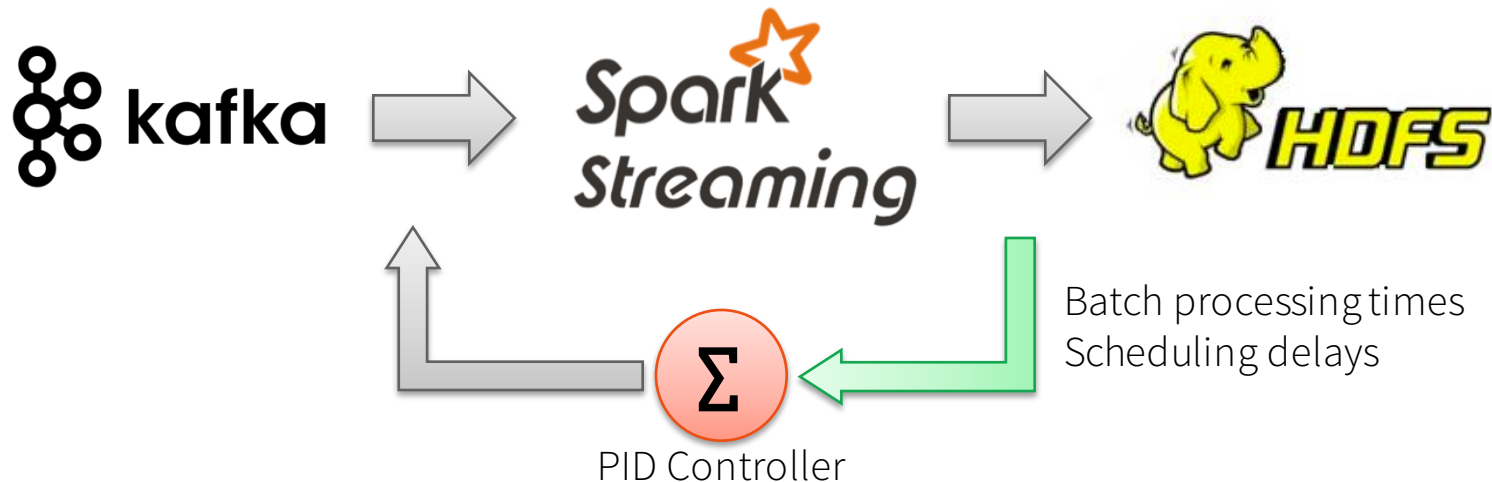 kafka
Spark
Streaming
HDFS
Batch processing times
Scheduling delays
Σ
PID Controller